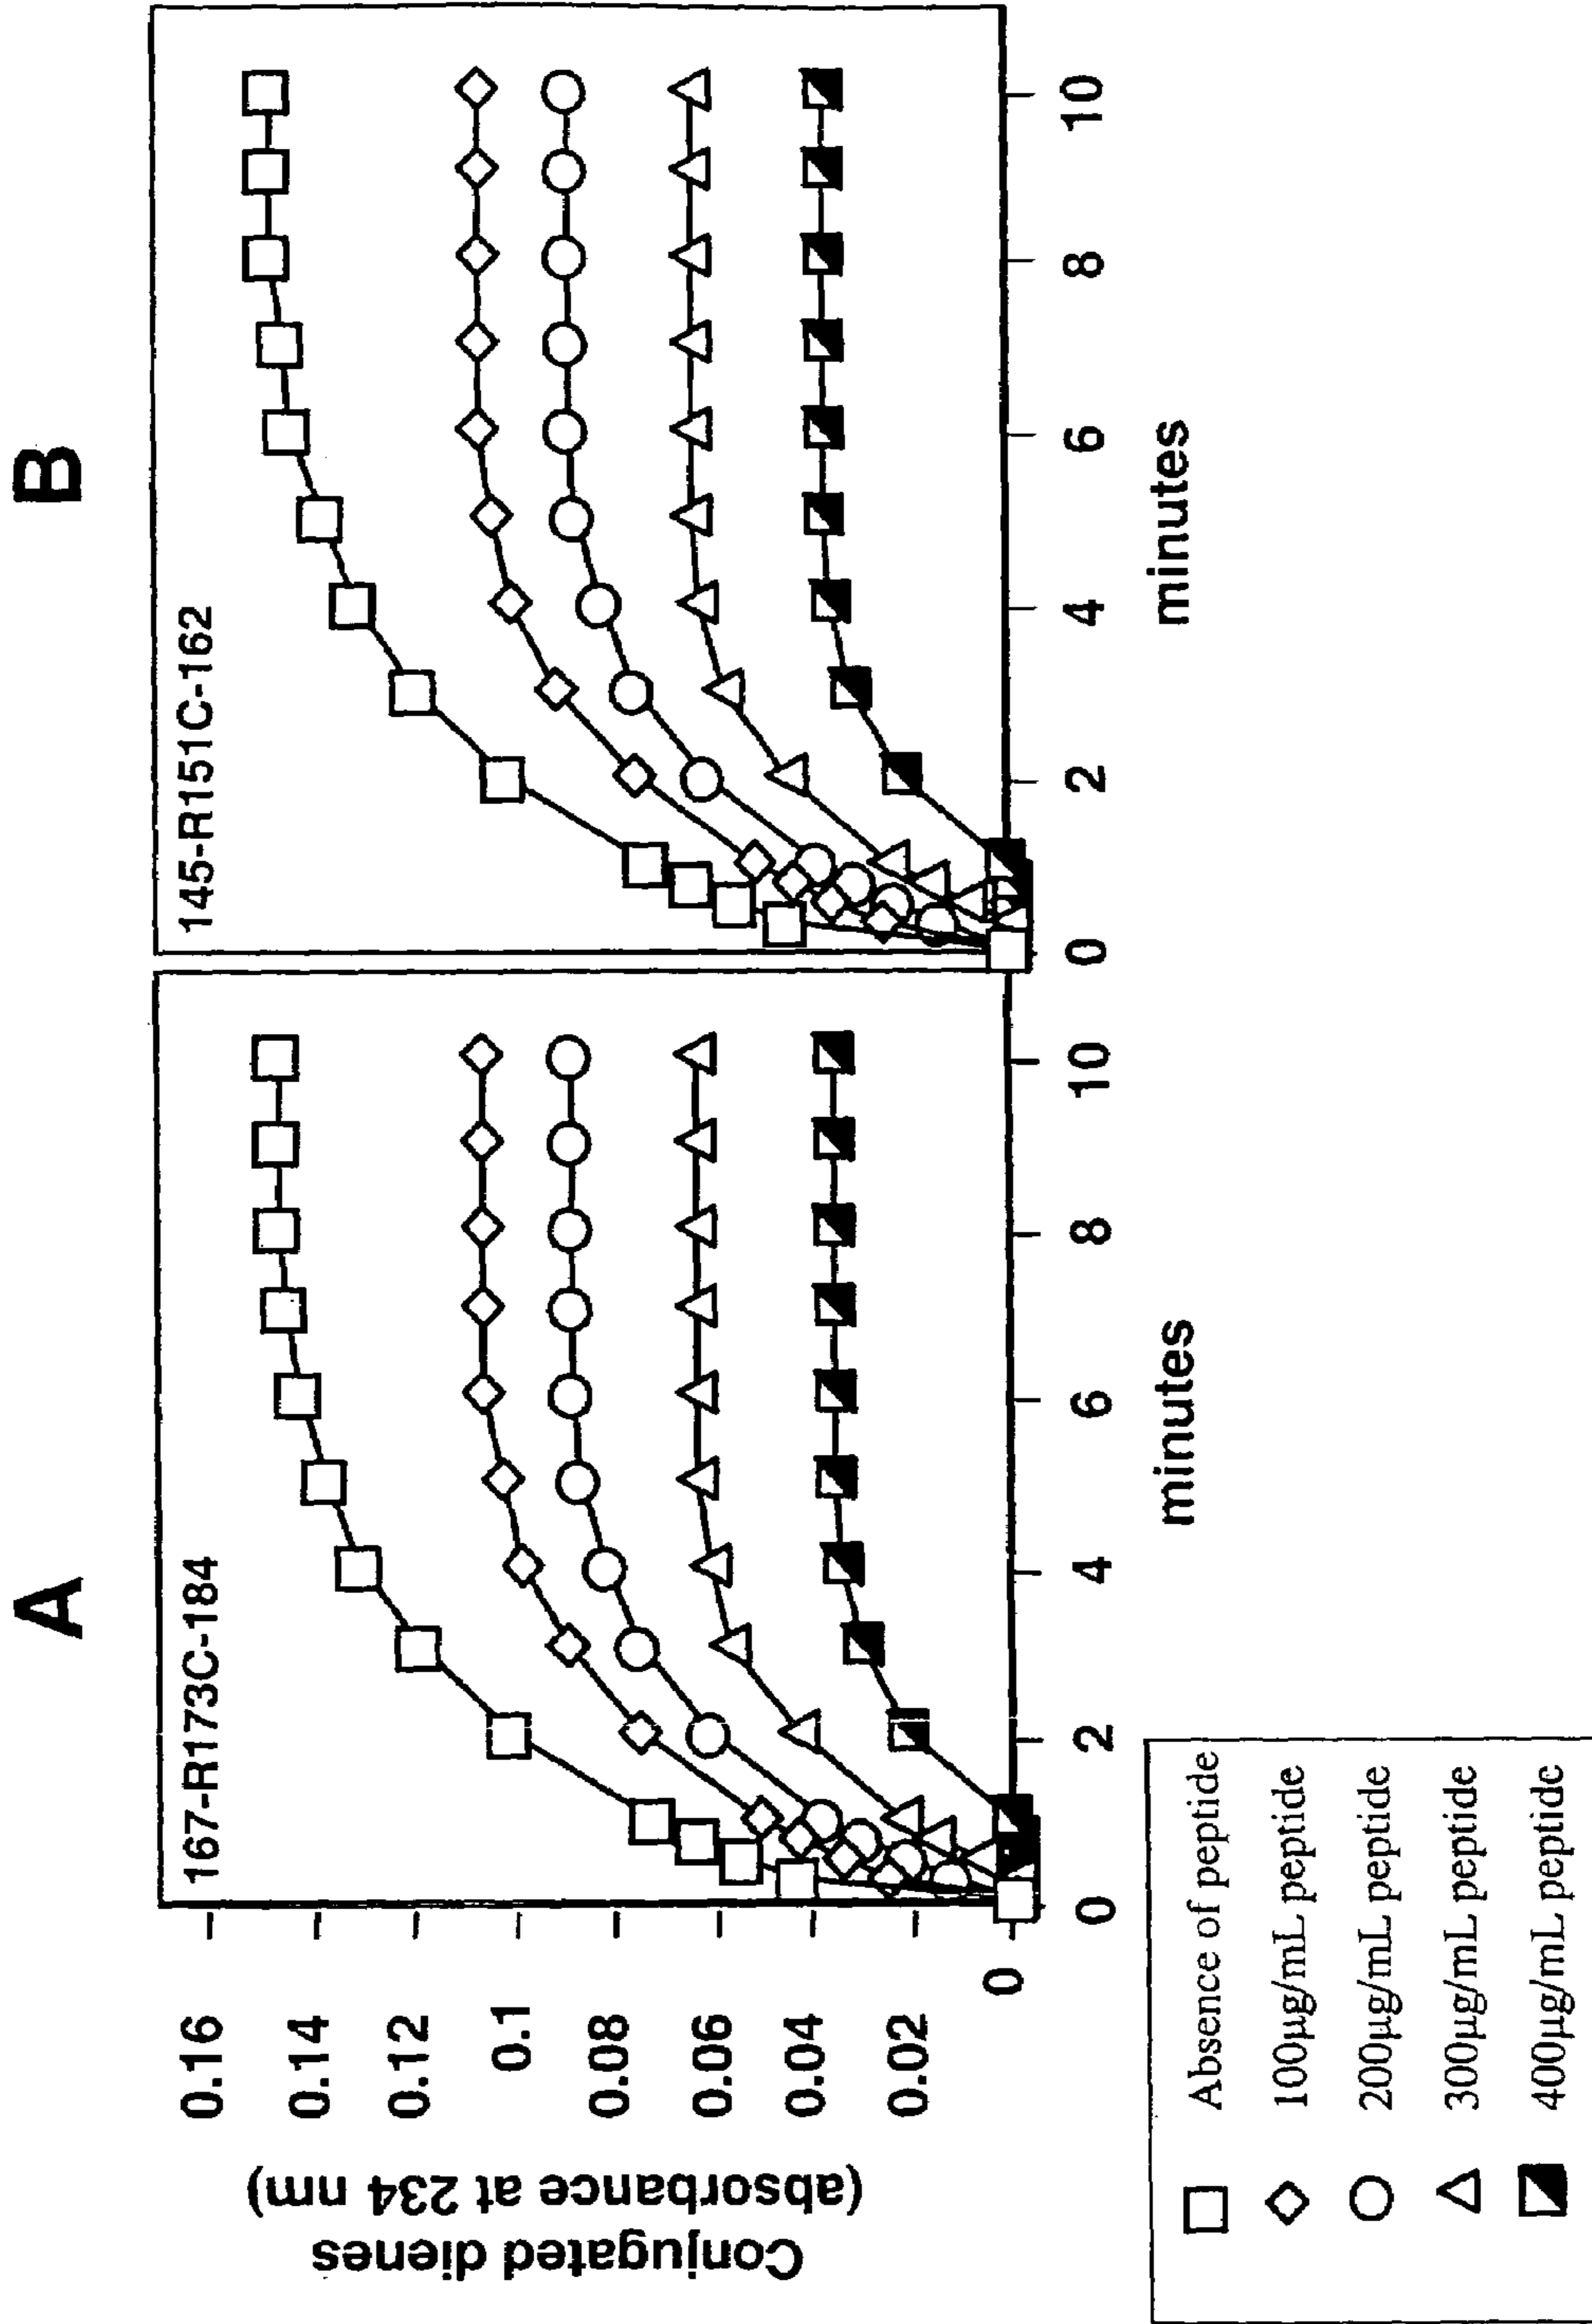 A
B
167-R173C-184
145-R151C-162
Conjugated dienes
(absorbance at 234 nm)
0.16
0.14
0.12
0.1
0.08
0.06
0.04
0.02
0
0 2 4 6 8 10
0 2 4 6 8 10
minutes
minutes
Absence of peptide
100µg/mL peptide
200µg/mL peptide
300µg/mL peptide
400µg/mL peptide